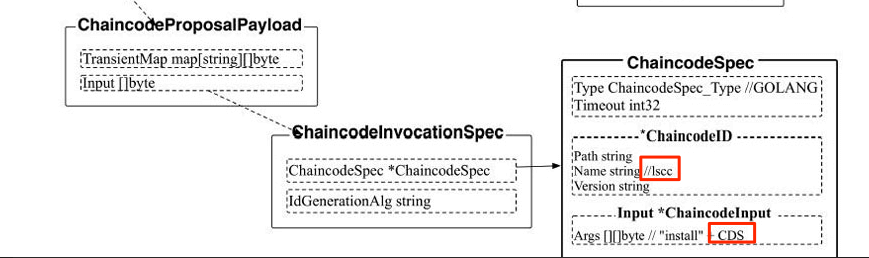 ChaincodeProposalPayload
TransientMap map[string][]byte
Input []byte
ChaincodeInvocationSpec
ChaincodeSpec *ChaincodeSpec
IdGenerationAlg string
ChaincodeSpec
Type ChaincodeSpec_Type //GOLANG
Timeout int32
*ChaincodeID
Path string
Name string //lscc
Version string
Input *ChaincodeInput
Args [][]byte // "install" + CDS